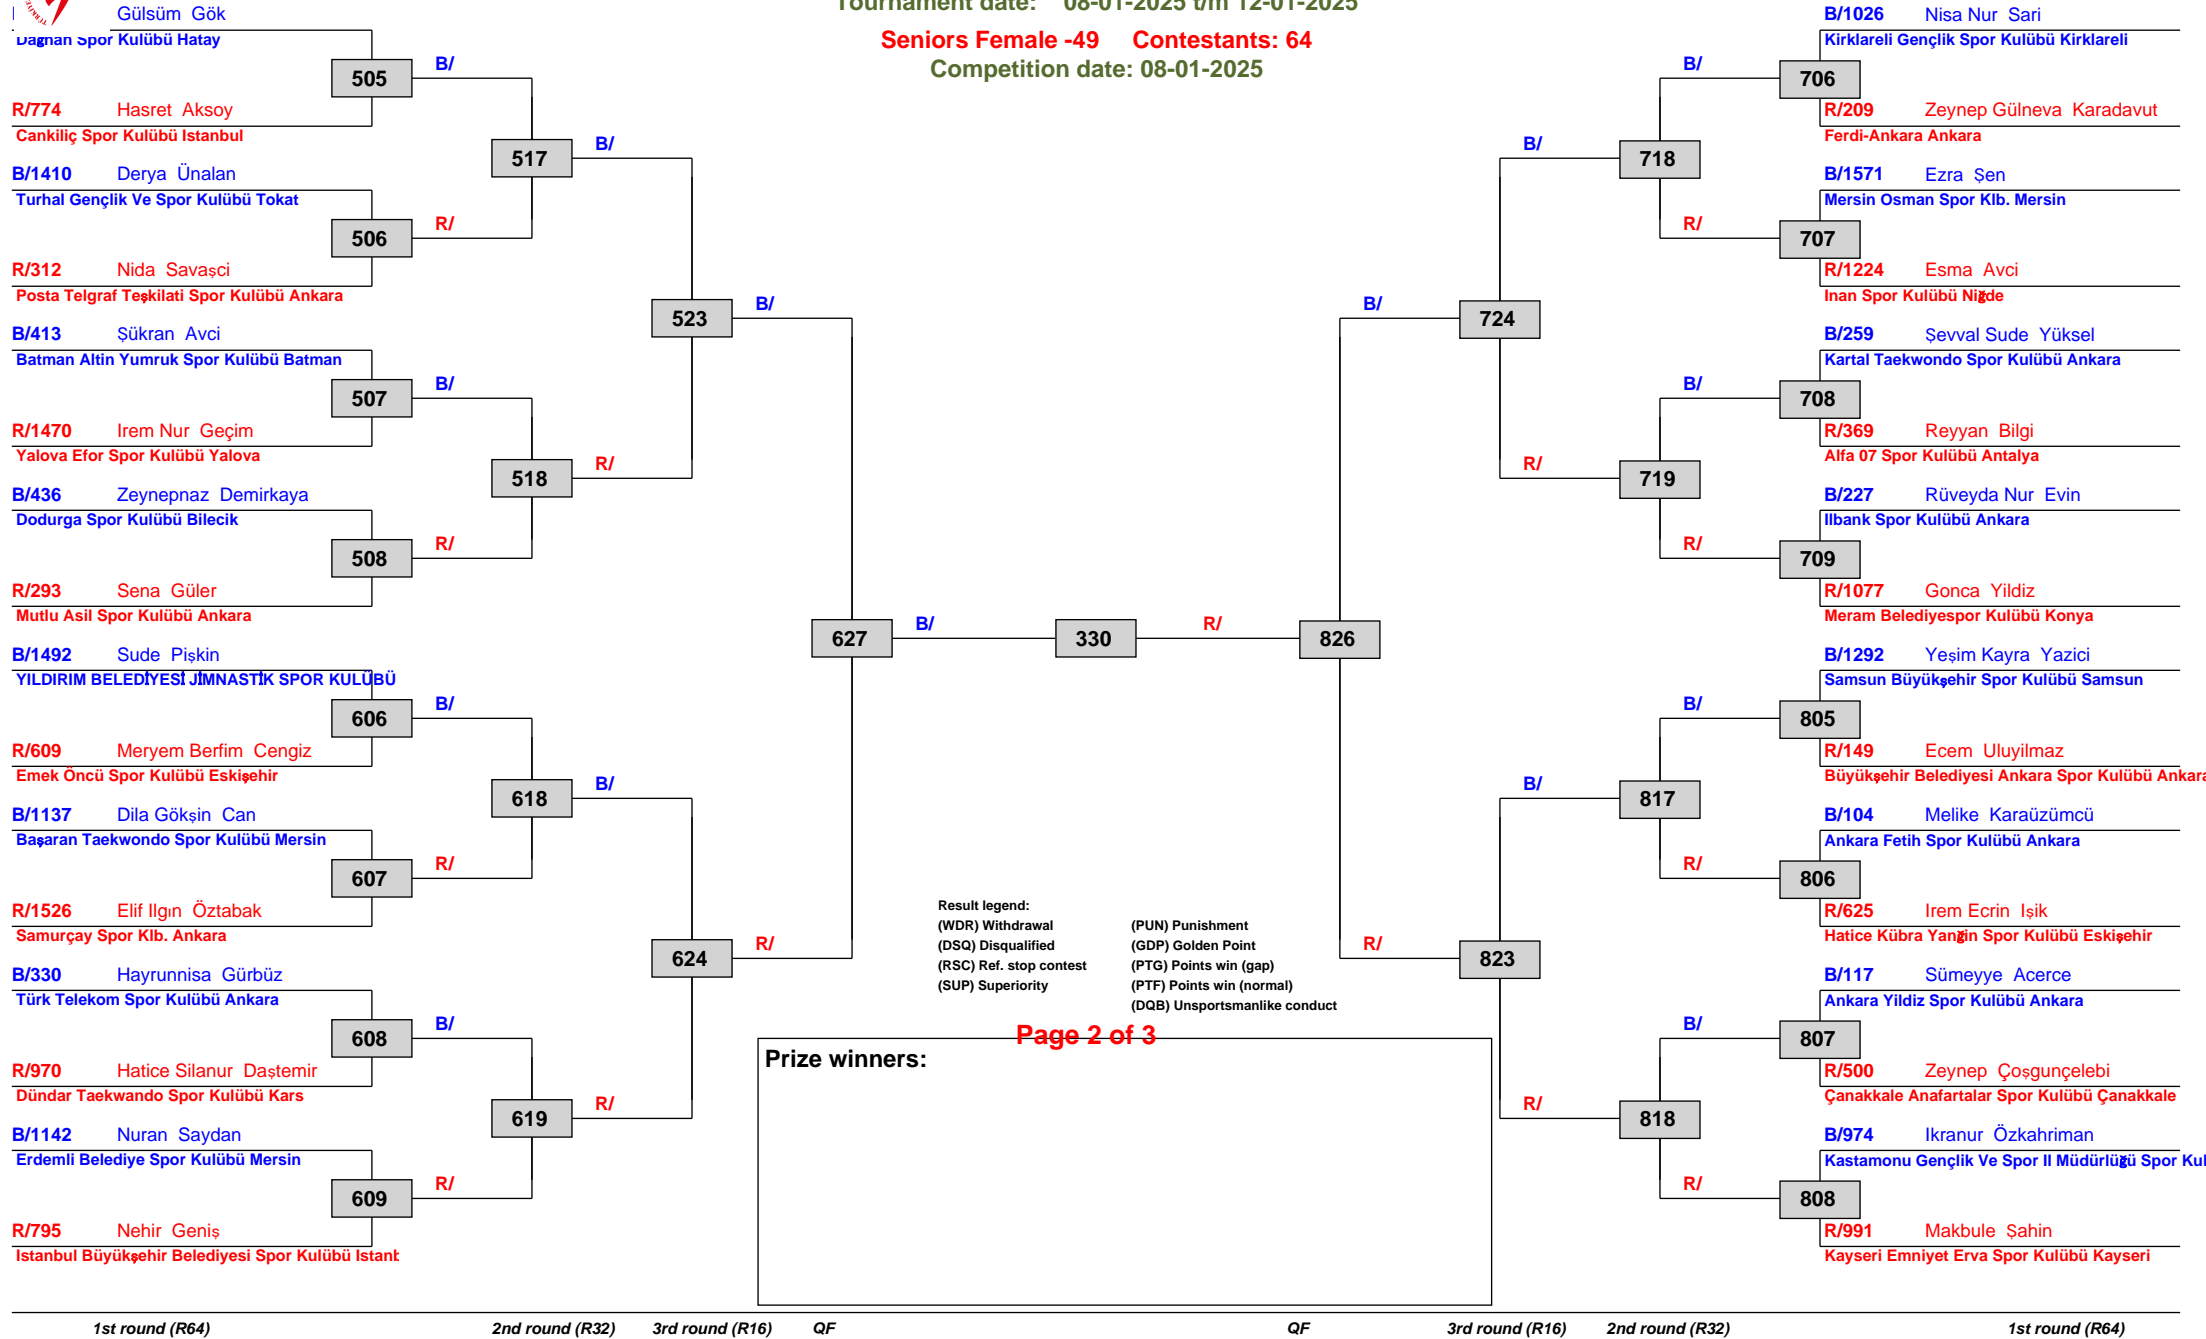 Tournament date: 08-01-2025 t/m 12-01-2025
Seniors Female -49 Contestants: 64
Competition date: 08-01-2025
Gülsüm Gök
Dağhan Spor Kulübü Hatay
505
B/
R/774 Hasret Aksoy
Cankiliç Spor Kulübü Istanbul
517
B/
B/1410 Derya Ünalan
Turhal Gençlik Ve Spor Kulübü Tokat
506
R/
R/312 Nida Savaşci
Posta Telgraf Teşkilati Spor Kulübü Ankara
523
B/
B/413 Şükran Avci
Batman Altin Yumruk Spor Kulübü Batman
507
B/
R/1470 Irem Nur Geçim
Yalova Efor Spor Kulübü Yalova
518
R/
B/436 Zeynepnaz Demirkaya
Dodurga Spor Kulübü Bilecik
508
R/
R/293 Sena Güler
Mutlu Asil Spor Kulübü Ankara
627
B/
330
R/
826
B/1492 Sude Pişkin
YILDIRIM BELEDİYESİ JİMNASTİK SPOR KULÜBÜ
606
B/
R/609 Meryem Berfim Cengiz
Emek Öncü Spor Kulübü Eskişehir
618
B/
B/1137 Dila Gökşin Can
Başaran Taekwondo Spor Kulübü Mersin
607
R/
R/1526 Elif Ilgın Öztabak
Samurçay Spor Klb. Ankara
624
R/
B/330 Hayrunnisa Gürbüz
Türk Telekom Spor Kulübü Ankara
608
B/
R/970 Hatice Silanur Daştemir
Dündar Taekwando Spor Kulübü Kars
619
R/
B/1142 Nuran Saydan
Erdemli Belediye Spor Kulübü Mersin
609
R/
R/795 Nehir Geniş
Istanbul Büyükşehir Belediyesi Spor Kulübü Istanb
B/1026 Nisa Nur Sari
Kirklareli Gençlik Spor Kulübü Kirklareli
B/
706
R/209 Zeynep Gülneva Karadavut
Ferdi-Ankara Ankara
B/
718
B/1571 Ezra Şen
Mersin Osman Spor Klb. Mersin
R/
707
R/1224 Esma Avci
Inan Spor Kulübü Niğde
B/
724
B/259 Şevval Sude Yüksel
Kartal Taekwondo Spor Kulübü Ankara
B/
708
R/369 Reyyan Bilgi
Alfa 07 Spor Kulübü Antalya
R/
719
B/227 Rüveyda Nur Evin
Ilbank Spor Kulübü Ankara
R/
709
R/1077 Gonca Yildiz
Meram Belediyespor Kulübü Konya
B/1292 Yeşim Kayra Yazici
Samsun Büyükşehir Spor Kulübü Samsun
B/
805
R/149 Ecem Uluyilmaz
Büyükşehir Belediyesi Ankara Spor Kulübü Ankara
B/
817
B/104 Melike Karaüzümcü
Ankara Fetih Spor Kulübü Ankara
R/
806
R/625 Irem Ecrin Işik
Hatice Kübra Yanğin Spor Kulübü Eskişehir
R/
823
B/117 Sümeyye Acerce
Ankara Yildiz Spor Kulübü Ankara
B/
807
R/500 Zeynep Çoşgunçelebi
Çanakkale Anafartalar Spor Kulübü Çanakkale
R/
818
B/974 Ikranur Özkahriman
Kastamonu Gençlik Ve Spor Il Müdürlüğü Spor Kul
R/
808
R/991 Makbule Şahin
Kayseri Emniyet Erva Spor Kulübü Kayseri
Result legend:
(WDR) Withdrawal (PUN) Punishment
(DSQ) Disqualified (GDP) Golden Point
(RSC) Ref. stop contest (PTG) Points win (gap)
(SUP) Superiority (PTF) Points win (normal)
(DQB) Unsportsmanlike conduct
Page 2 of 3
Prize winners:
1st round (R64) 2nd round (R32) 3rd round (R16) QF QF 3rd round (R16) 2nd round (R32) 1st round (R64)